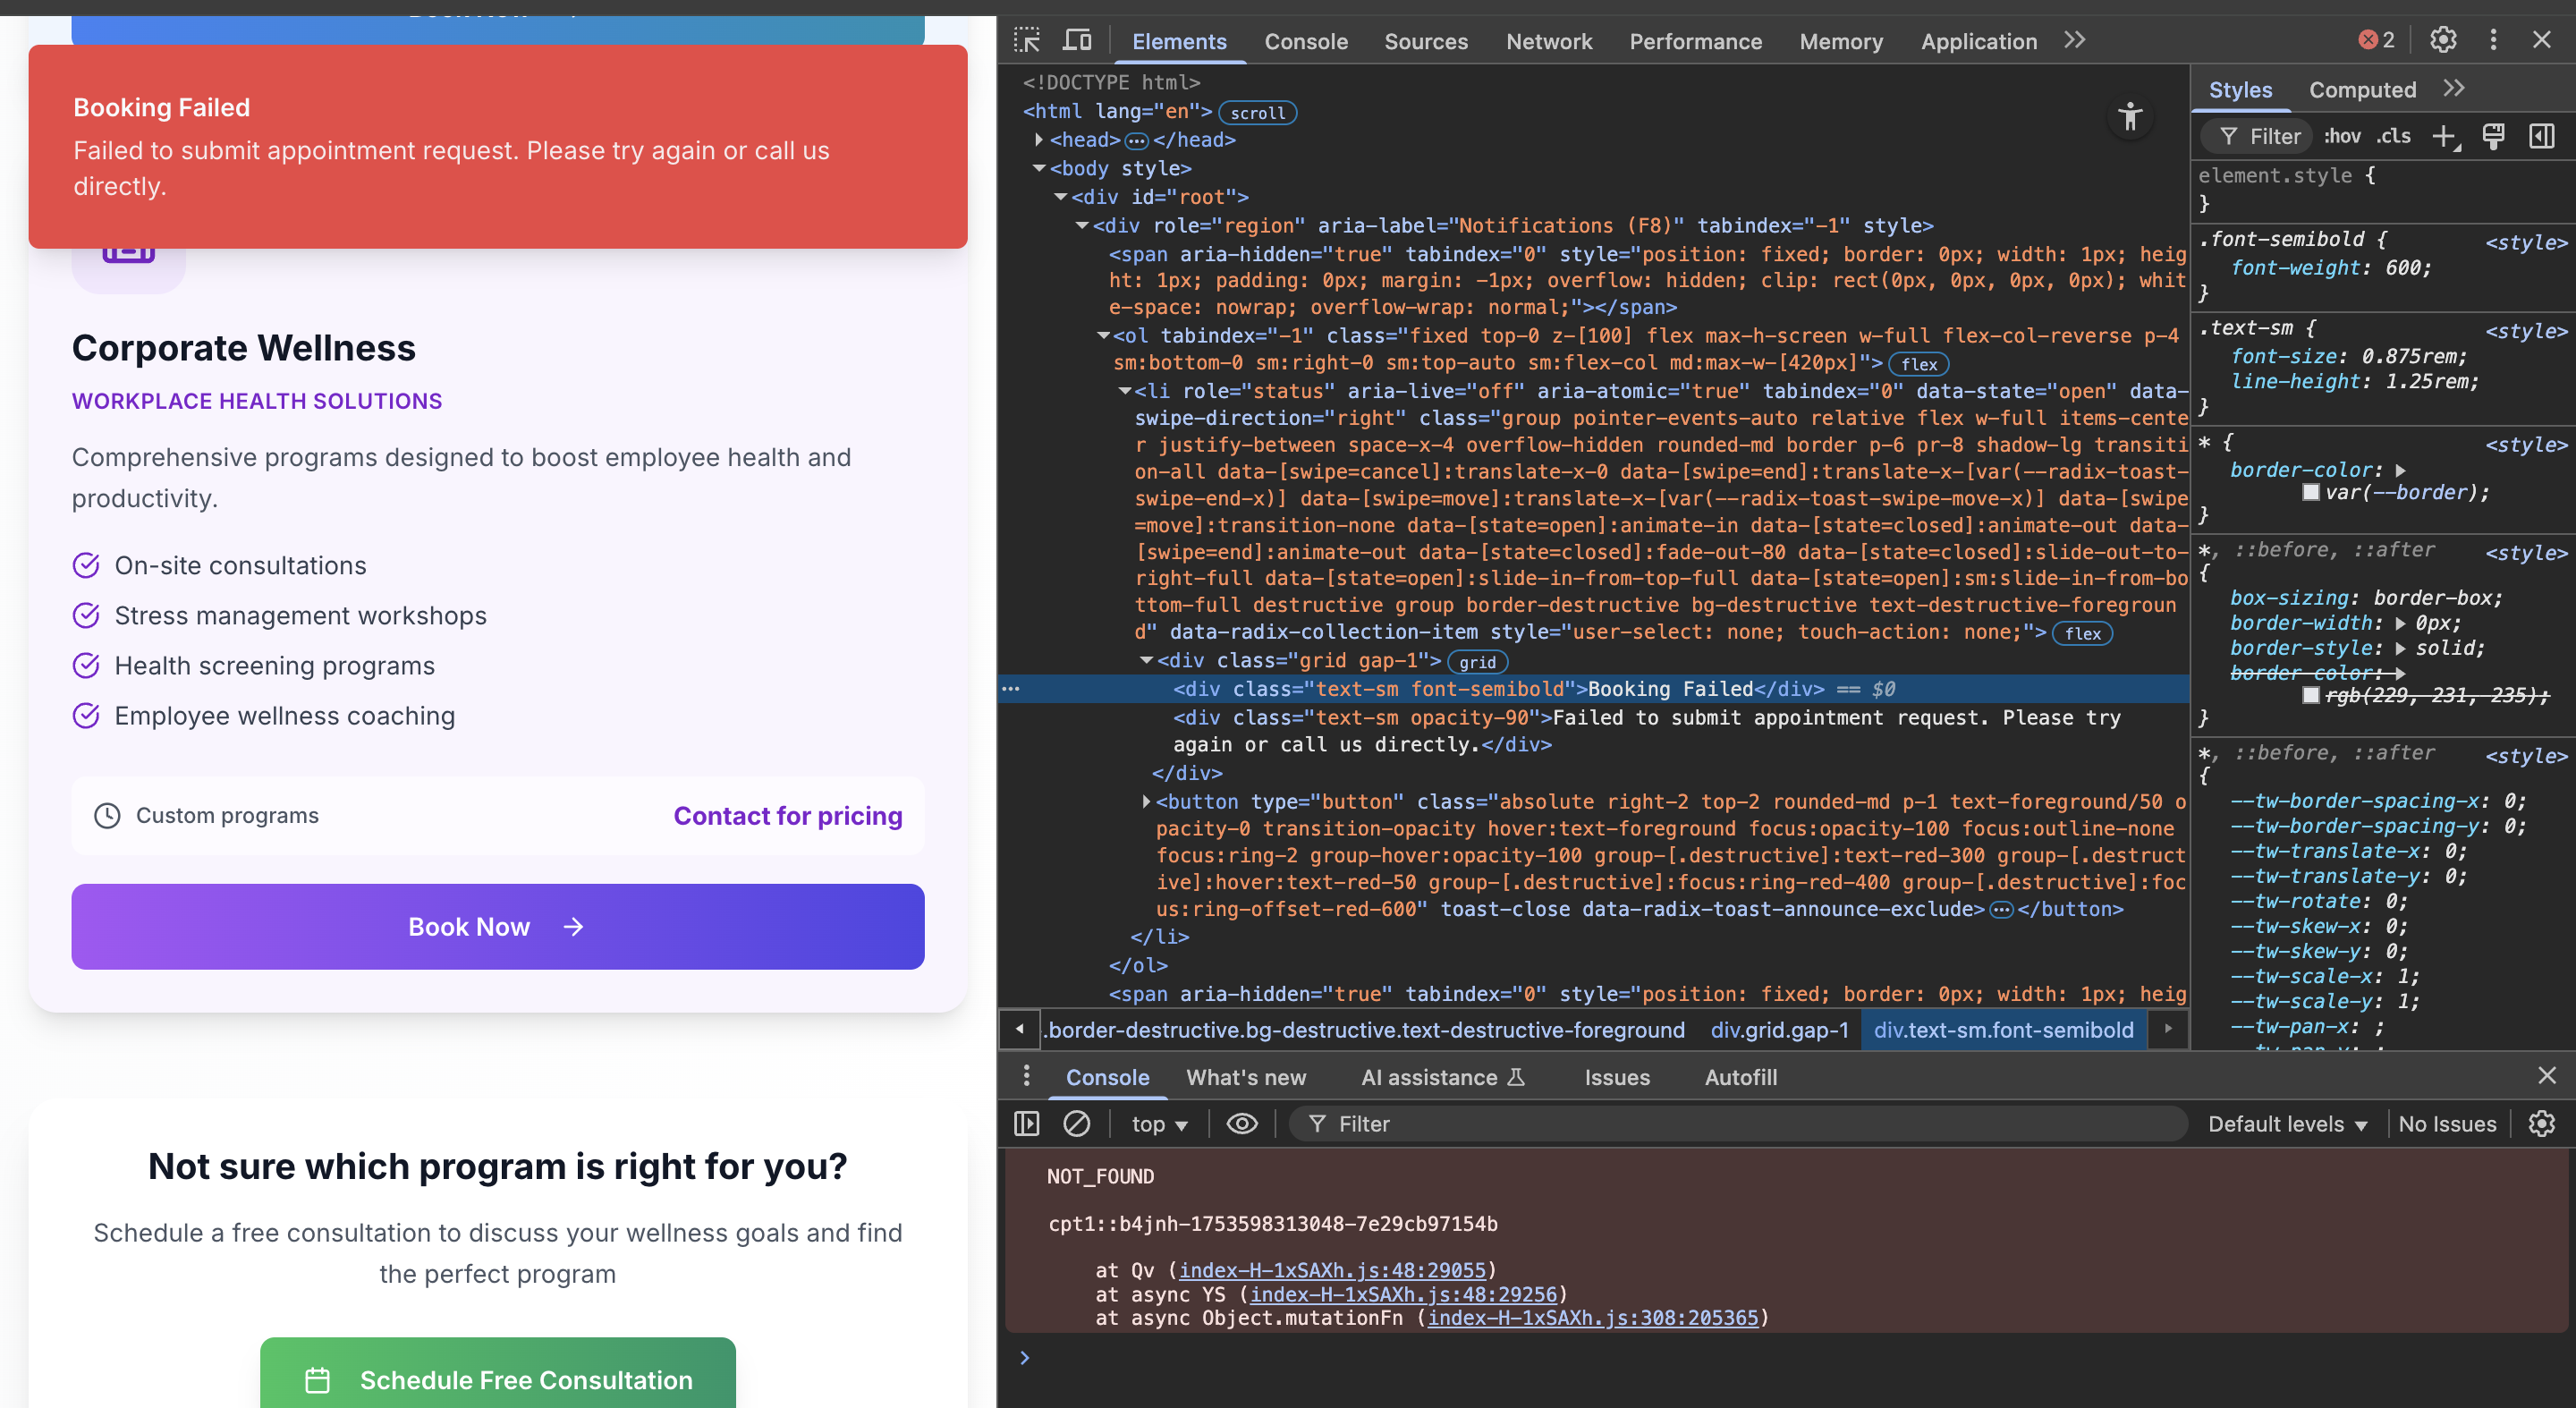 Booking Failed
Failed to submit appointment request. Please try again or call us
directly.
Corporate Wellness
WORKPLACE HEALTH SOLUTIONS
Comprehensive programs designed to boost employee health and
productivity.
On-site consultations
Stress management workshops
Health screening programs
Employee wellness coaching
Custom programs
Contact for pricing
Book Now
Not sure which program is right for you?
Schedule a free consultation to discuss your wellness goals and find
the perfect program
Schedule Free Consultation
Elements Console Sources Network Performance Memory Application
2
<!DOCTYPE html>
<html lang="en"> scroll
<head> </head>
<body style>
<div id="root">
<div role="region" aria-label="Notifications (F8)" tabindex="-1" style>
<span aria-hidden="true" tabindex="0" style="position: fixed; border: 0px; width: 1px; heig
ht: 1px; padding: 0px; margin: -1px; overflow: hidden; clip: rect(0px, 0px, 0px, 0px); whit
e-space: nowrap; overflow-wrap: normal;"></span>
<ol tabindex="-1" class="fixed top-0 z-[100] flex max-h-screen w-full flex-col-reverse p-4
sm:bottom-0 sm:right-0 sm:top-auto sm:flex-col md:max-w-[420px]"> flex
<li role="status" aria-live="off" aria-atomic="true" tabindex="0" data-state="open" data-
swipe-direction="right" class="group pointer-events-auto relative flex w-full items-cente
r justify-between space-x-4 overflow-hidden rounded-md border p-6 pr-8 shadow-lg transiti
on-all data-[swipe=cancel]:translate-x-0 data-[swipe=end]:translate-x-[var(--radix-toast-
swipe-end-x)] data-[swipe=move]:translate-x-[var(--radix-toast-swipe-move-x)] data-[swipe
=move]:transition-none data-[state=open]:animate-in data-[state=closed]:animate-out data-
[swipe=end]:animate-out data-[state=closed]:fade-out-80 data-[state=closed]:slide-out-to-
right-full data-[state=open]:slide-in-from-top-full data-[state=open]:sm:slide-in-from-bo
ttom-full destructive group border-destructive bg-destructive text-destructive-foregroun
d" data-radix-collection-item style="user-select: none; touch-action: none;"> flex
<div class="grid gap-1"> grid
<div class="text-sm font-semibold">Booking Failed</div> == $0
<div class="text-sm opacity-90">Failed to submit appointment request. Please try
again or call us directly.</div>
</div>
<button type="button" class="absolute right-2 top-2 rounded-md p-1 text-foreground/50 o
pacity-0 transition-opacity hover:text-foreground focus:opacity-100 focus:outline-none
focus:ring-2 group-hover:opacity-100 group-[.destructive]:text-red-300 group-[.destruct
ive]:hover:text-red-50 group-[.destructive]:focus:ring-red-400 group-[.destructive]:foc
us:ring-offset-red-600" toast-close data-radix-toast-announce-exclude> </button>
</li>
</ol>
<span aria-hidden="true" tabindex="0" style="position: fixed; border: 0px; width: 1px; heig
.border-destructive.bg-destructive.text-destructive-foreground div.grid.gap-1 div.text-sm.font-semibold
Styles Computed
Filter :hov .cls
element.style {
}
.font-semibold { <style>
font-weight: 600;
}
.text-sm { <style>
font-size: 0.875rem;
line-height: 1.25rem;
}
* { <style>
border-color:
var(--border);
}
*, ::before, ::after <style>
{
box-sizing: border-box;
border-width: 0px;
border-style: solid;
border-color:
rgb(229, 231, 235);
}
*, ::before, ::after <style>
{
--tw-border-spacing-x: 0;
--tw-border-spacing-y: 0;
--tw-translate-x: 0;
--tw-translate-y: 0;
--tw-rotate: 0;
--tw-skew-x: 0;
--tw-skew-y: 0;
--tw-scale-x: 1;
--tw-scale-y: 1;
--tw-pan-x: ;
Console What's new AI assistance Issues Autofill
top Filter Default levels No Issues
NOT_FOUND
cpt1::b4jnh-1753598313048-7e29cb97154b
at Qv (index-H-1xSAXh.js:48:29055)
at async YS (index-H-1xSAXh.js:48:29256)
at async Object.mutationFn (index-H-1xSAXh.js:308:205365)